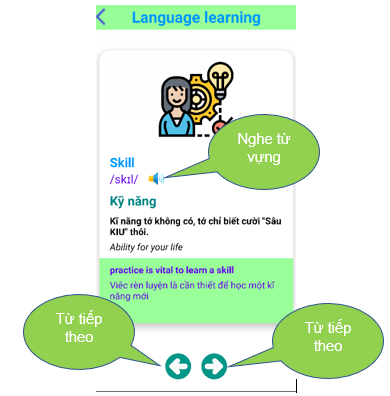 Language learning
Nghe từ
vựng
Skill
/skɪl/
Kỹ năng
Kĩ năng tớ không có, tớ chỉ biết cười "Sâu
KIU" thôi.
Ability for your life
practice is vital to learn a skill
Viêc rèn luyện là cần thiết để học một kĩ
năng mới
Từ tiếp
theo
Từ tiếp
theo